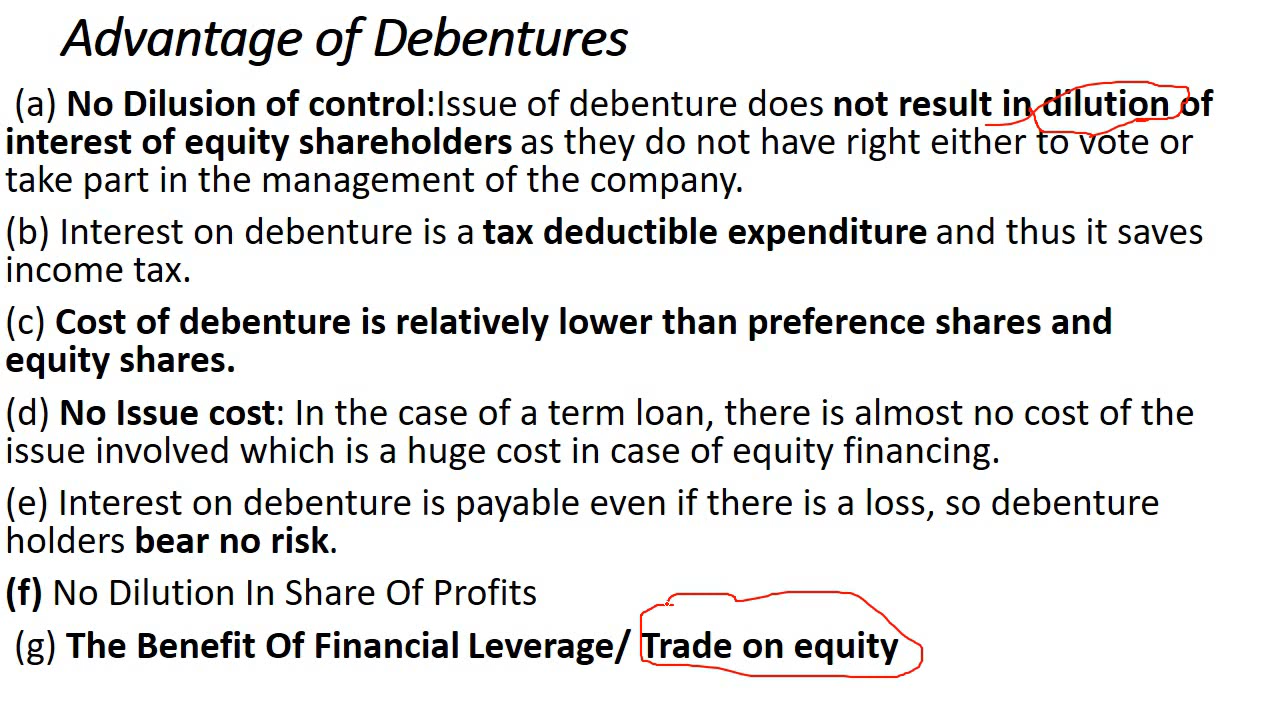 Advantage of Debentures
(a) No Dilusion of control:Issue of debenture does not result in dilution of
interest of equity shareholders as they do not have right either to vote or
take part in the management of the company.
(b) Interest on debenture is a tax deductible expenditure and thus it saves
income tax.
(c) Cost of debenture is relatively lower than preference shares and
equity shares.
(d) No Issue cost: In the case of a term loan, there is almost no cost of the
issue involved which is a huge cost in case of equity financing.
(e) Interest on debenture is payable even if there is a loss, so debenture
holders bear no risk.
(f) No Dilution In Share Of Profits
(g) The Benefit Of Financial Leverage/ Trade on equity